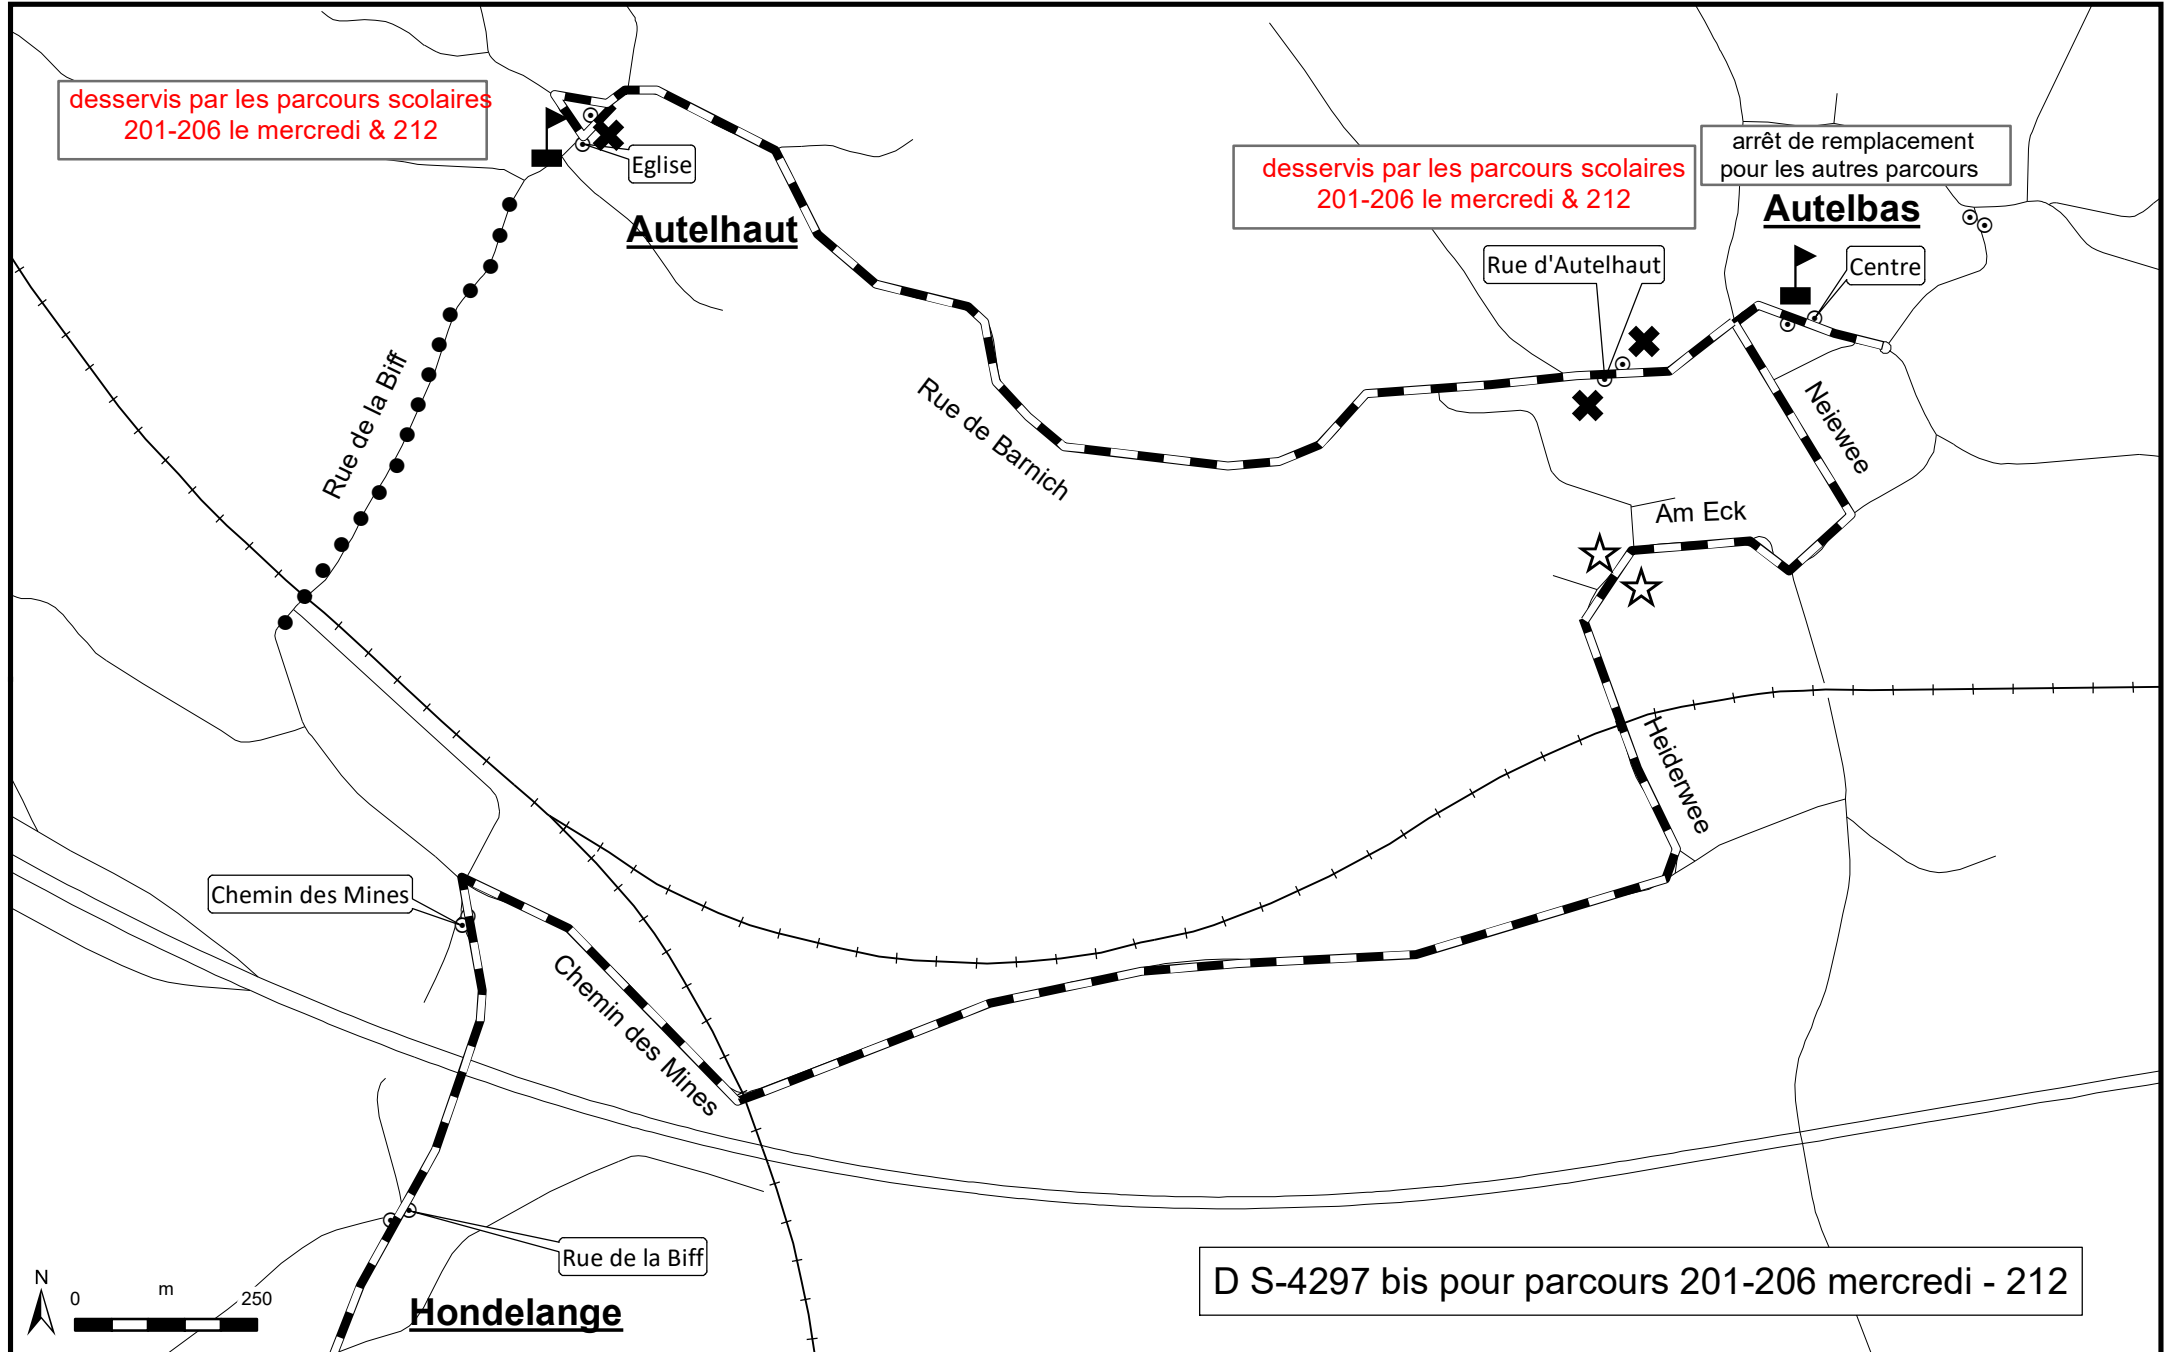 desservis par les parcours scolaires
201-206 le mercredi & 212
Eglise
Autelhaut
desservis par les parcours scolaires
201-206 le mercredi & 212
arrêt de remplacement
pour les autres parcours
Autelbas
Rue d'Autelhaut
Centre
Rue de la Biff
Rue de Barnich
Neiewee
Am Eck
Heiderwee
Chemin des Mines
Chemin des Mines
Rue de la Biff
Hondelange
N
0 m 250
D S-4297 bis pour parcours 201-206 mercredi - 212